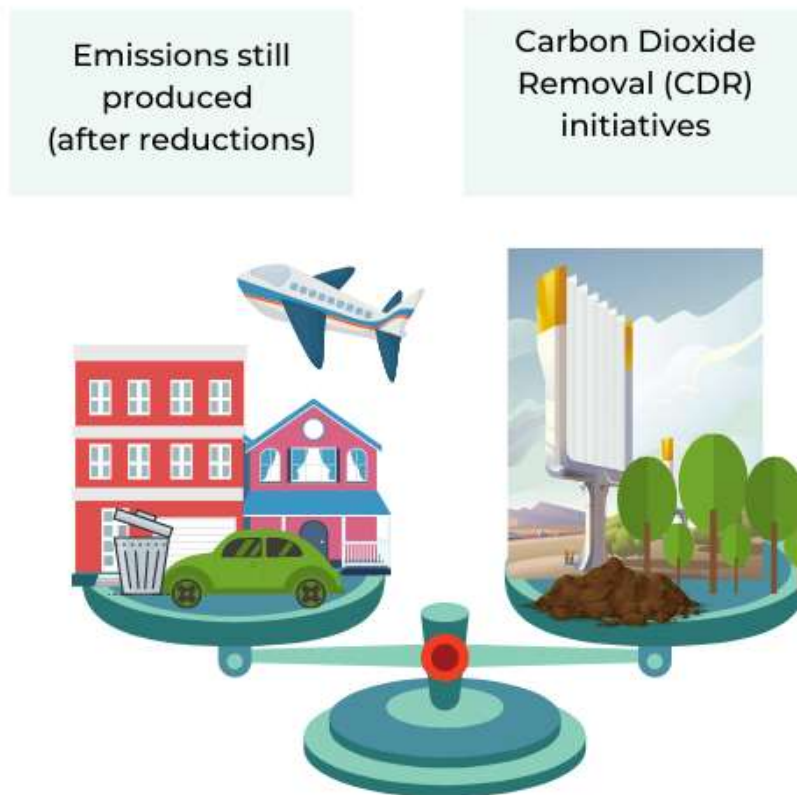 Emissions still
produced
(after reductions)
Carbon Dioxide
Removal (CDR)
initiatives